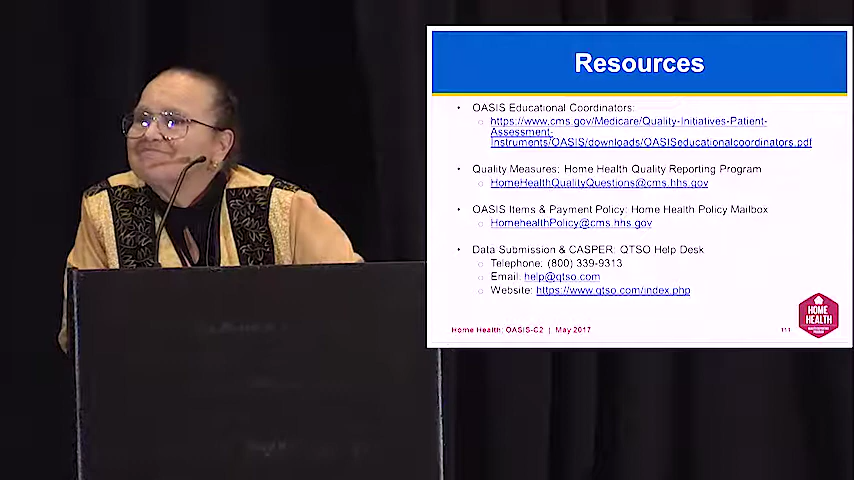 Resources
• OASIS Educational Coordinators:
o https://www.cms.gov/Medicare/Quality-Initiatives-Patient-
Assessment-
Instruments/OASIS/downloads/OASISeducationalcoordinators.pdf
• Quality Measures: Home Health Quality Reporting Program
o HomeHealthQualityQuestions@cms.hhs.gov
• OASIS Items & Payment Policy: Home Health Policy Mailbox
o HomehealthPolicy@cms.hhs.gov
• Data Submission & CASPER: QTSO Help Desk
o Telephone: (800) 339-9313
o Email: help@qtso.com
o Website: https://www.qtso.com/index.php
HOME
HEALTH
Home Health: OASIS-C2 | May 2017
111